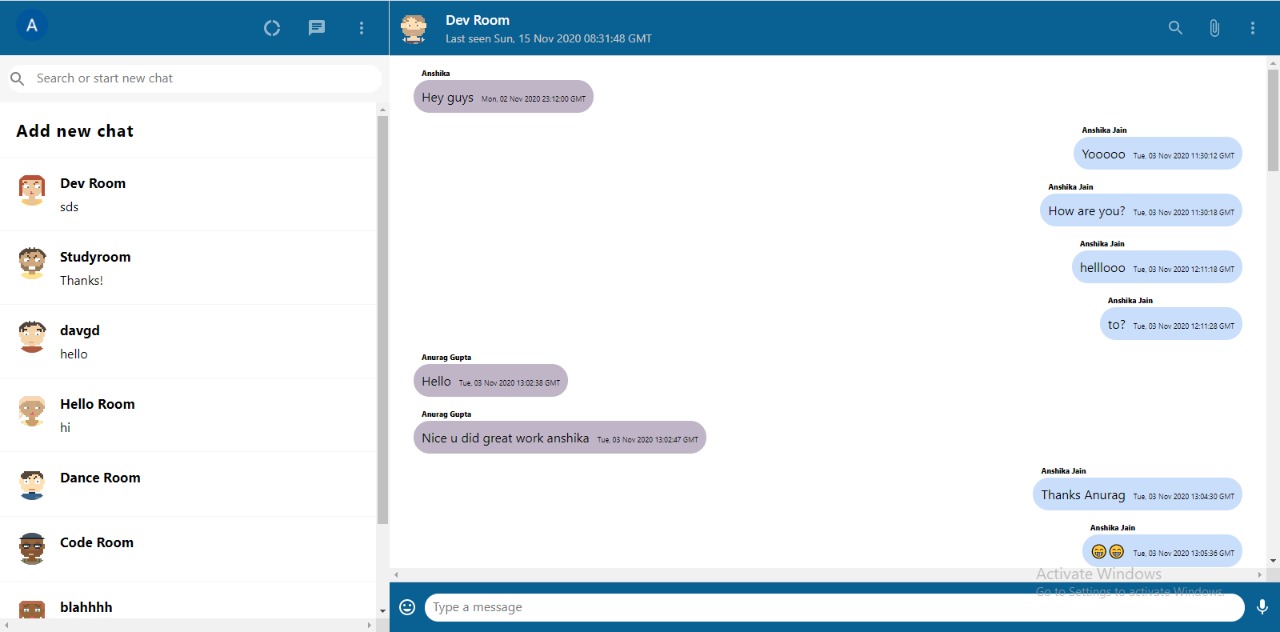 A
Search or start new chat
Add new chat
Dev Room
sds
Studyroom
Thanks!
davgd
hello
Hello Room
hi
Dance Room
Code Room
blahhhh
Dev Room
Last seen Sun, 15 Nov 2020 08:31:48 GMT
Anshika
Hey guys Mon, 02 Nov 2020 23:12:00 GMT
Anshika Jain
Yooooo Tue, 03 Nov 2020 11:30:12 GMT
Anshika Jain
How are you? Tue, 03 Nov 2020 11:30:18 GMT
Anshika Jain
helllooo Tue, 03 Nov 2020 12:11:18 GMT
Anshika Jain
to? Tue, 03 Nov 2020 12:11:28 GMT
Anurag Gupta
Hello Tue, 03 Nov 2020 13:02:38 GMT
Anurag Gupta
Nice u did great work anshika Tue, 03 Nov 2020 13:02:47 GMT
Anshika Jain
Thanks Anurag Tue, 03 Nov 2020 13:04:30 GMT
Anshika Jain
😁😁 Tue, 03 Nov 2020 13:05:36 GMT
Activate Windows
Go to Settings to activate Windows.
Type a message